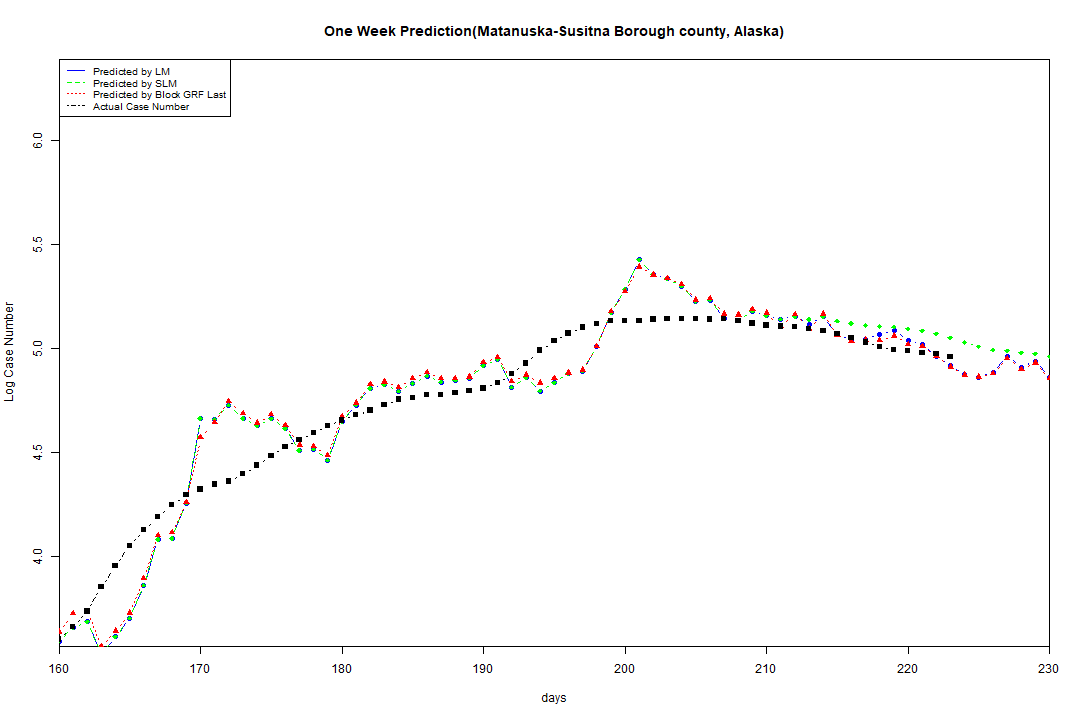 One Week Prediction(Matanuska-Susitna Borough county, Alaska)
Predicted by LM
Predicted by SLM
Predicted by Block GRF Last
Actual Case Number
6.0
5.5
5.0
4.5
4.0
Log Case Number
160 170 180 190 200 210 220 230
days